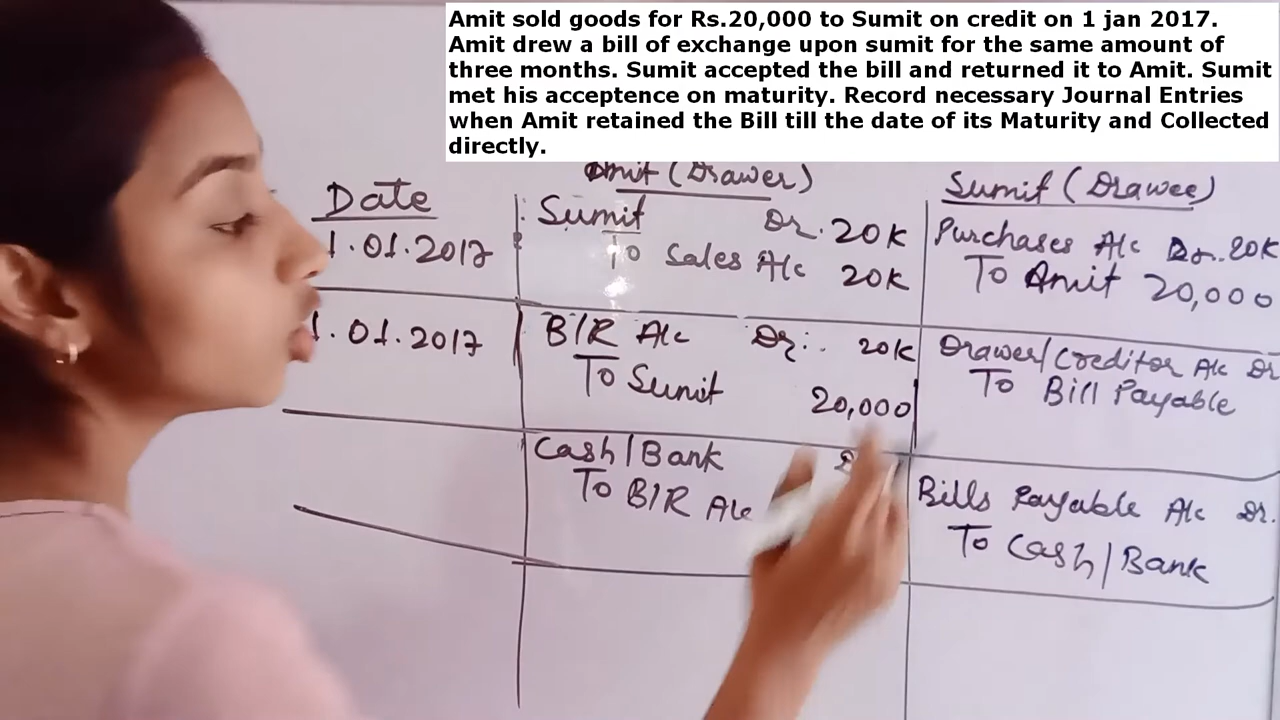 Amit sold goods for Rs.20,000 to Sumit on credit on 1 jan 2017.
Amit drew a bill of exchange upon sumit for the same amount of
three months. Sumit accepted the bill and returned it to Amit. Sumit
met his acceptence on maturity. Record necessary Journal Entries
when Amit retained the Bill till the date of its Maturity and Collected
directly.
Date
Amit (Drawer)
Sumit (Drawee)
1.01.2017
Sumit Dr. 20K
To Sales A/c 20K
Purchases A/c Dr. 20K
To Amit 20,000
1.01.2017
B/R A/c Dr. 20K
To Sumit 20,000
Drawer/Creditor A/c Dr
To Bill Payable
Cash/Bank
To B/R A/c
Bills Payable A/c Dr.
To Cash/Bank